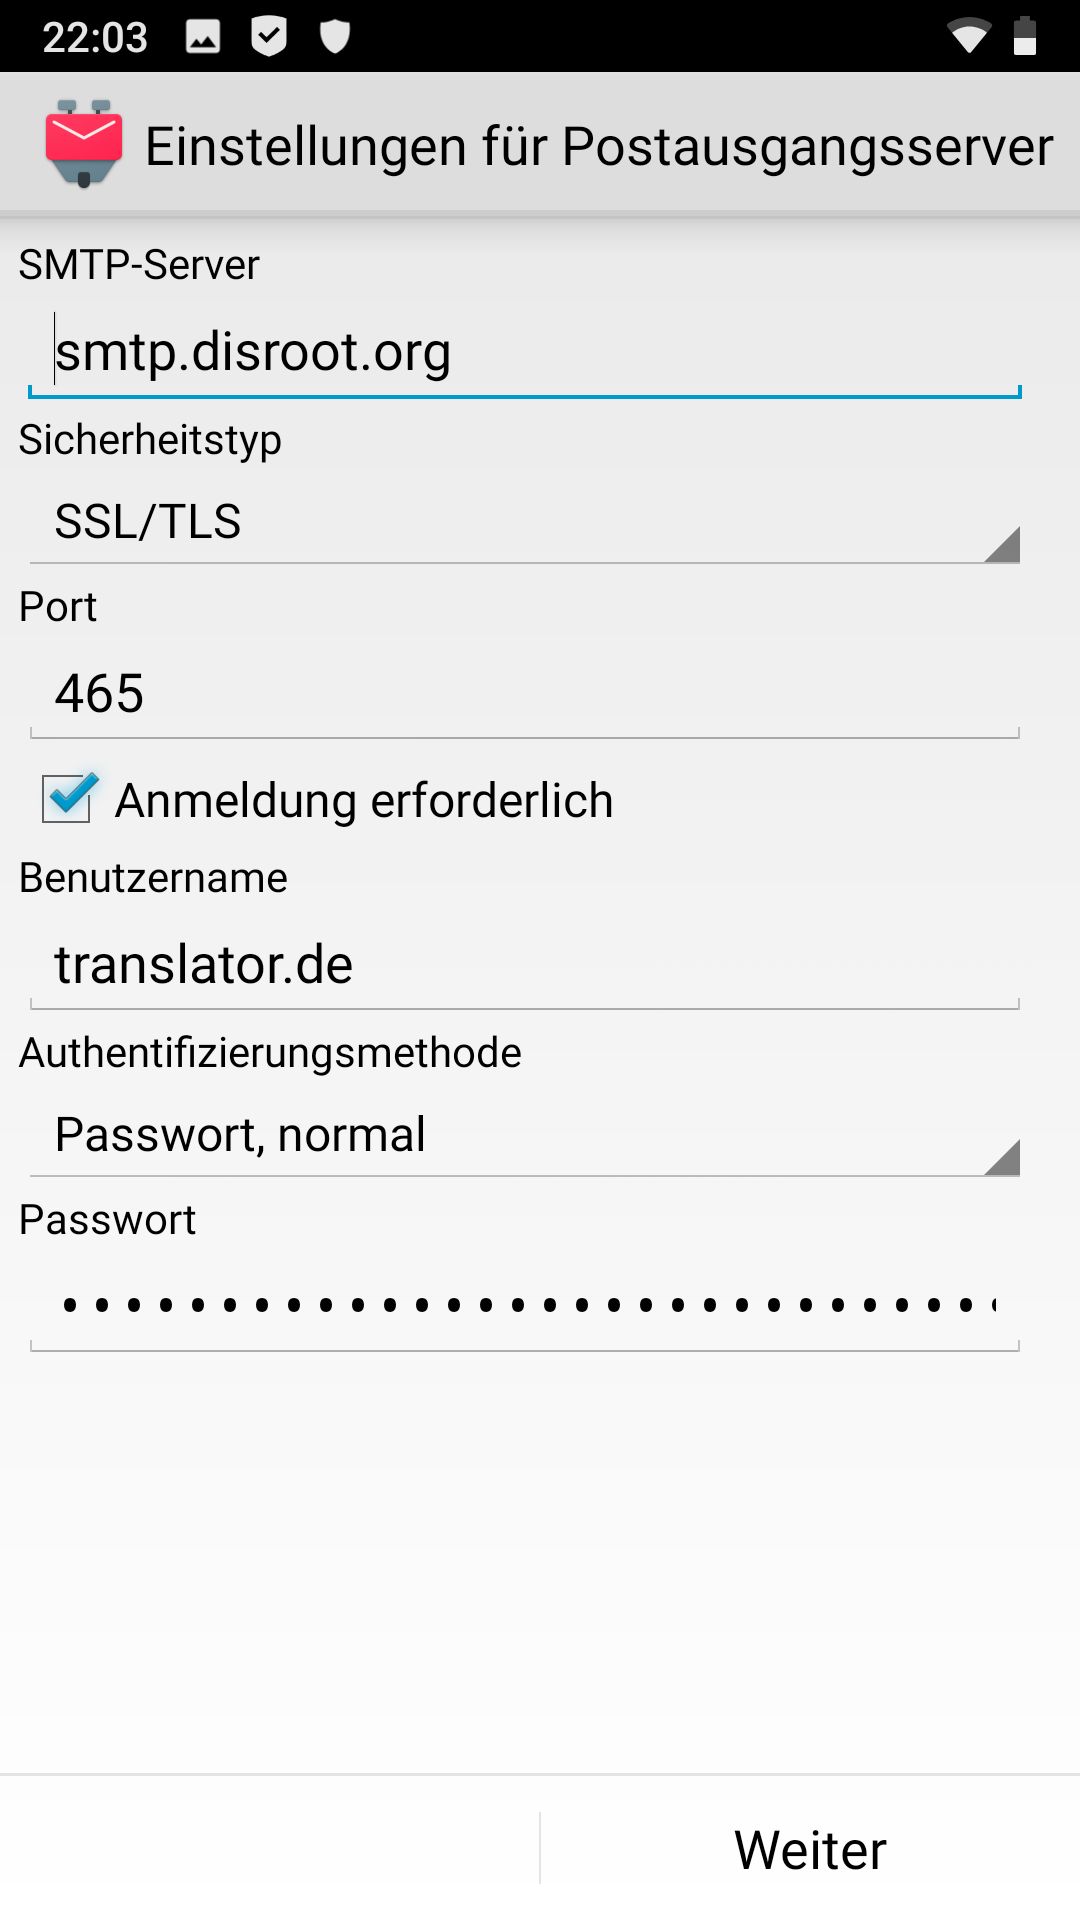 22:03
Einstellungen für Postausgangsserver
SMTP-Server
smtp.disroot.org
Sicherheitstyp
SSL/TLS
Port
465
Anmeldung erforderlich
Benutzername
translator.de
Authentifizierungsmethode
Passwort, normal
Passwort
Weiter